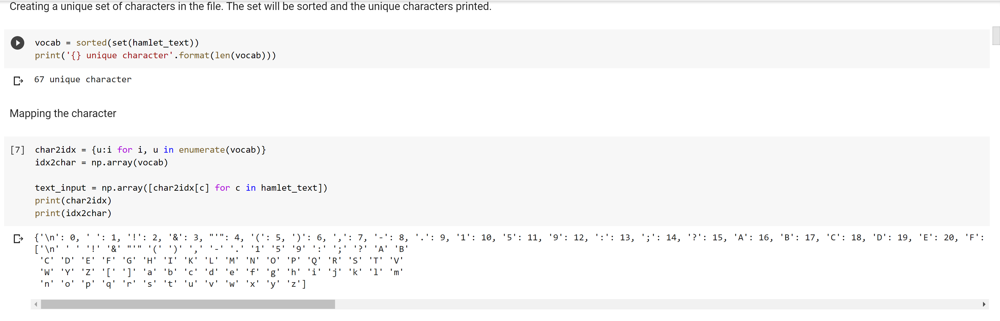 Creating a unique set of characters in the file. The set will be sorted and the unique characters printed.
vocab = sorted(set(hamlet_text))
print('{} unique character'.format(len(vocab)))
67 unique character
Mapping the character
[7] char2idx = {u:i for i, u in enumerate(vocab)}
idx2char = np.array(vocab)
text_input = np.array([char2idx[c] for c in hamlet_text])
print(char2idx)
print(idx2char)
{'\n': 0, ' ': 1, '!': 2, '&': 3, "'": 4, '(': 5, ')': 6, ',': 7, '-': 8, '.': 9, '1': 10, '5': 11, '9': 12, ':': 13, ';': 14, '?': 15, 'A': 16, 'B': 17, 'C': 18, 'D': 19, 'E': 20, 'F':
['\n' ' ' '!' '&' "'" '(' ')' ',' '-' '.' '1' '5' '9' ':' ';' '?' 'A' 'B'
'C' 'D' 'E' 'F' 'G' 'H' 'I' 'K' 'L' 'M' 'N' 'O' 'P' 'Q' 'R' 'S' 'T' 'V'
'W' 'Y' 'Z' '[' ']' 'a' 'b' 'c' 'd' 'e' 'f' 'g' 'h' 'i' 'j' 'k' 'l' 'm'
'n' 'o' 'p' 'q' 'r' 's' 't' 'u' 'v' 'w' 'x' 'y' 'z']